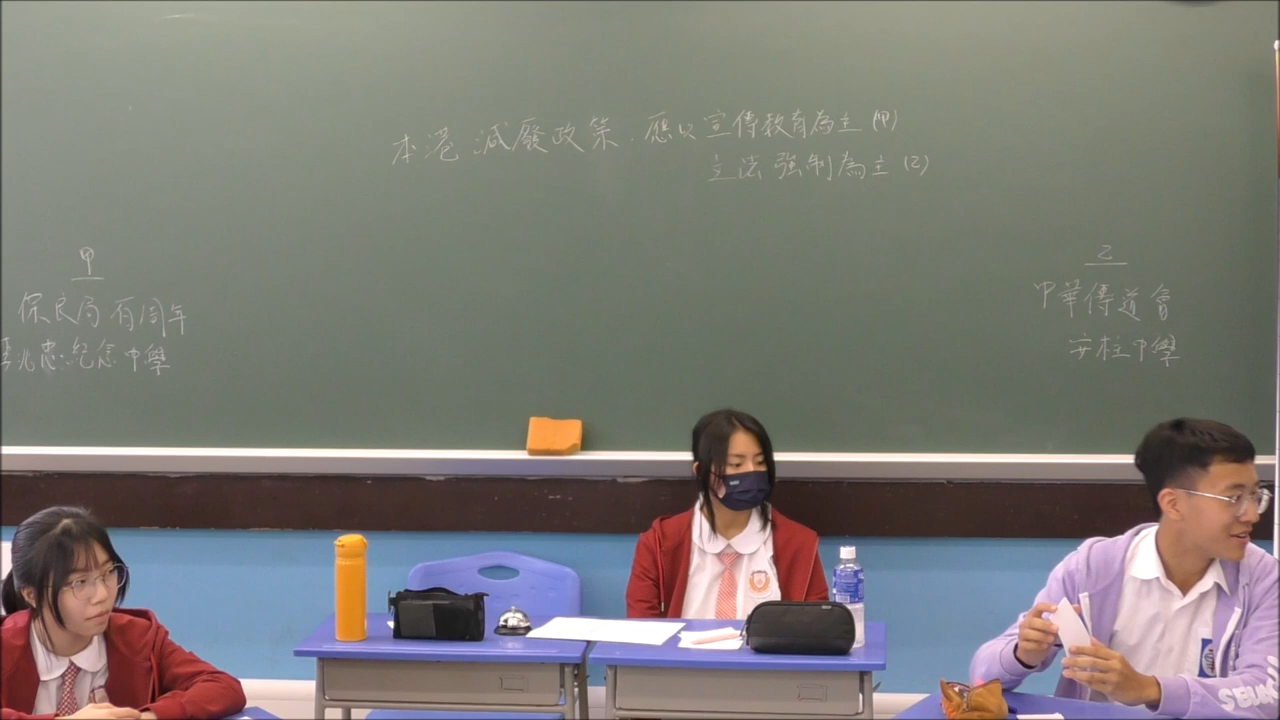 本港減廢政策.應以宣傳教育為主(甲)
立法強制為主(乙)
甲
保良局百周年
李兆忠紀念中學
乙
中華傳道會
安柱中學